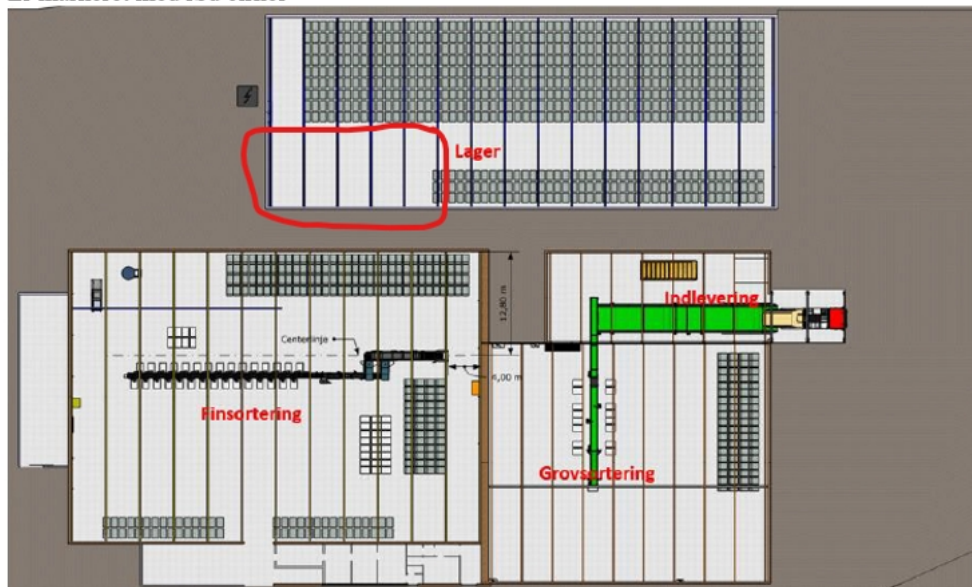 Lager
Indlevering
12,80 m
Centerlinje
6,00 m
Finsortering
Grovsortering